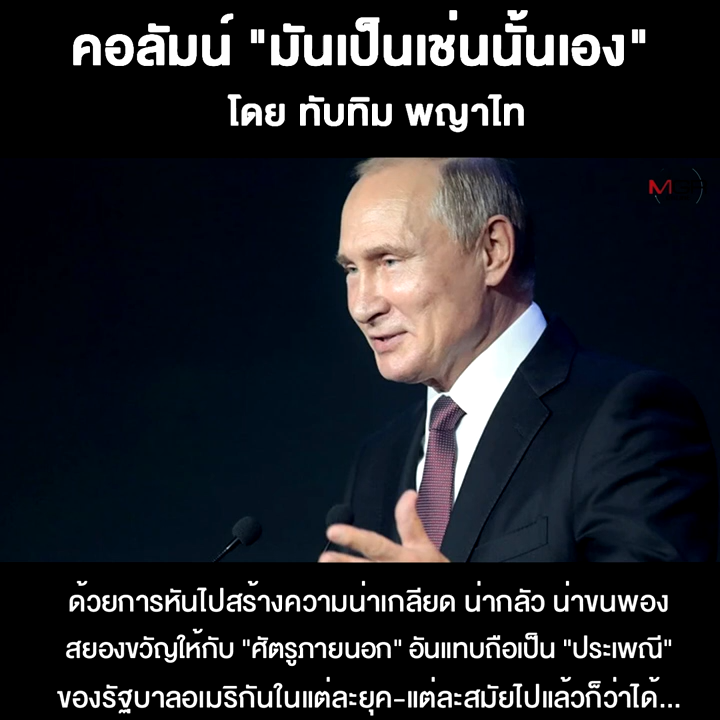 คอลัมน์ "มันเป็นเช่นนั้นเอง"
โดย ทับทิม พญาไท
ด้วยการหันไปสร้างความน่าเกลียด น่ากลัว น่าขนพอง
สยองขวัญให้กับ "ศัตรูภายนอก" อันแทบถือเป็น "ประเพณี"
ของรัฐบาลอเมริกันในแต่ละยุค-แต่ละสมัยไปแล้วก็ว่าได้...